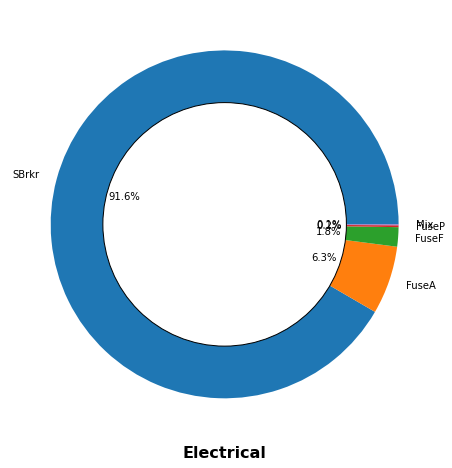 SBrkr
91.6%
0.1%
Mix
0.2%
FuseP
1.8%
FuseF
6.3%
FuseA
Electrical